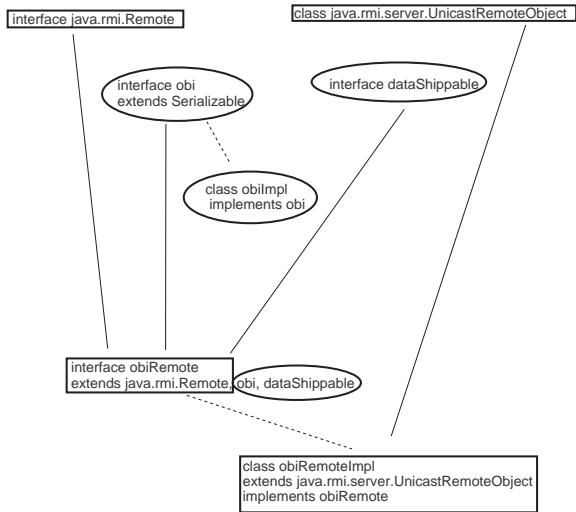 interface java.rmi.Remote
class java.rmi.server.UnicastRemoteObject
interface obi
extends Serializable
interface dataShippable
class obiImpl
implements obi
interface obiRemote
extends java.rmi.Remote, obi, dataShippable
class obiRemoteImpl
extends java.rmi.server.UnicastRemoteObject
implements obiRemote